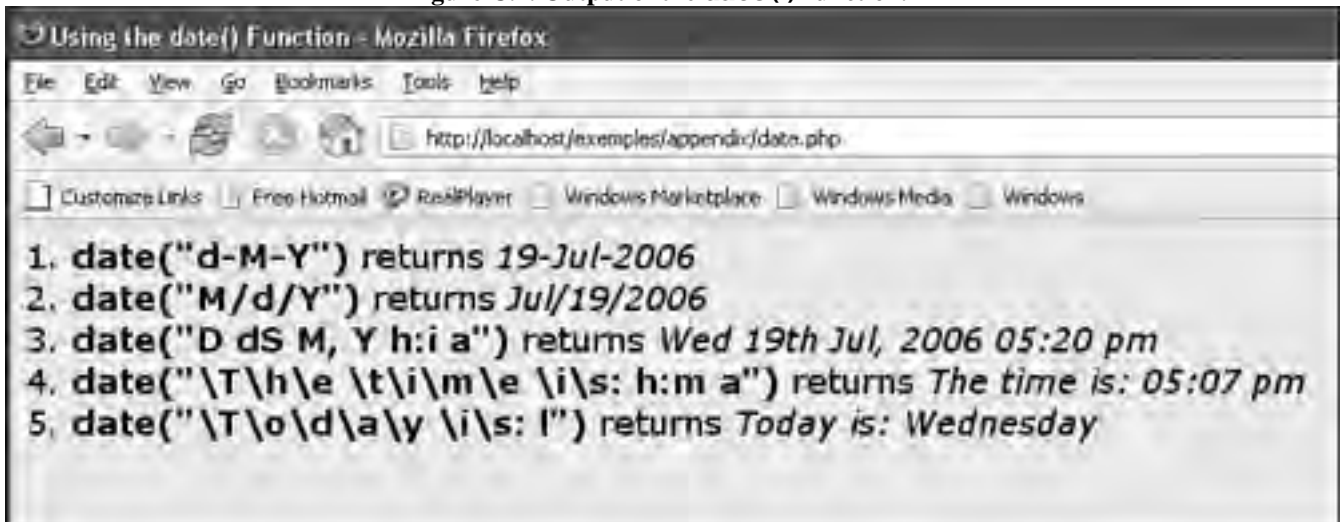 Using the date() Function - Mozilla Firefox
File Edit View Go Bookmarks Tools Help
http://localhost/exemples/appendix/date.php
Customize Links Free Hotmail RealPlayer Windows Marketplace Windows Media Windows
1. date("d-M-Y") returns 19-Jul-2006
2. date("M/d/Y") returns Jul/19/2006
3. date("D dS M, Y h:i a") returns Wed 19th Jul, 2006 05:20 pm
4. date("\T\h\e \t\i\m\e \i\s: h:m a") returns The time is: 05:07 pm
5. date("\T\o\d\a\y \i\s: l") returns Today is: Wednesday